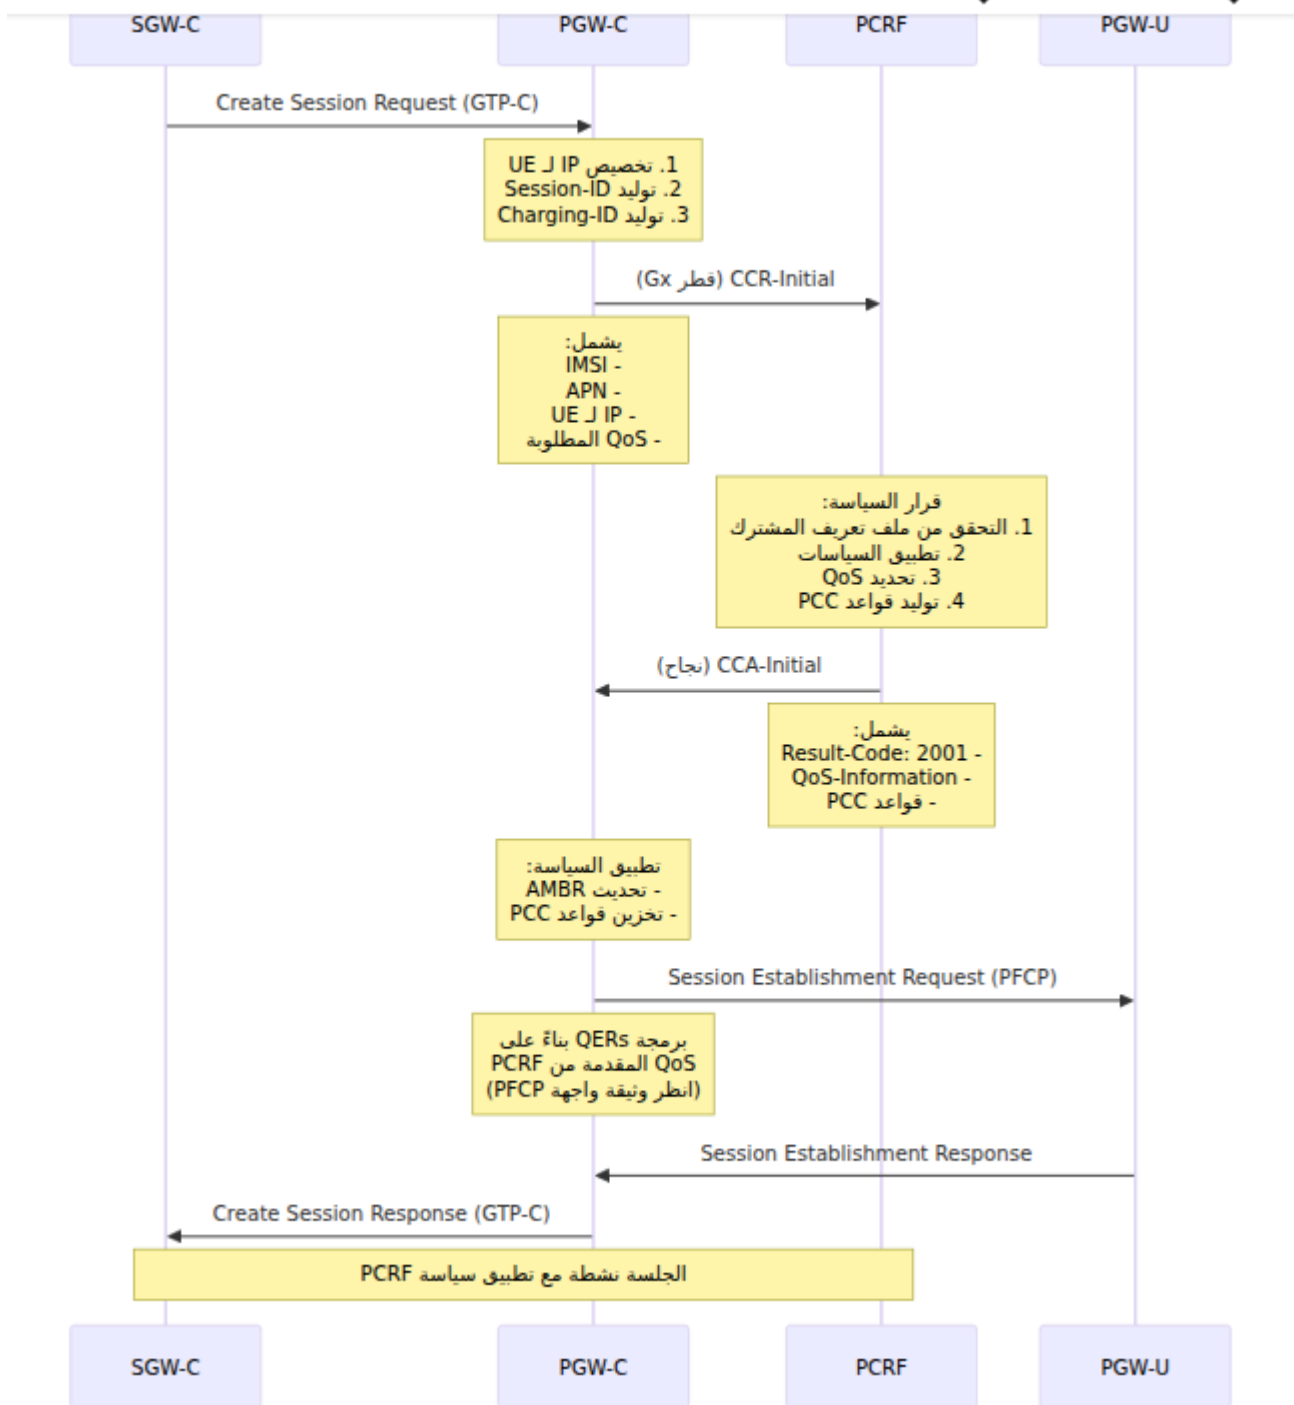 SGW-C
PGW-C
PCRF
PGW-U
Create Session Request (GTP-C)
1. تخصيص IP لـ UE
2. توليد Session-ID
3. توليد Charging-ID
CCR-Initial (قطر Gx)
يشمل:
- IMSI
- APN
- IP لـ UE
- QoS المطلوبة
قرار السياسة:
1. التحقق من ملف تعريف المشترك
2. تطبيق السياسات
3. تحديد QoS
4. توليد قواعد PCC
CCA-Initial (نجاح)
يشمل:
- Result-Code: 2001
- QoS-Information
- قواعد PCC
تطبيق السياسة:
- تحديث AMBR
- تخزين قواعد PCC
Session Establishment Request (PFCP)
برمجة QERs بناءً على
QoS المقدمة من PCRF
(انظر وثيقة واجهة PFCP)
Session Establishment Response
Create Session Response (GTP-C)
الجلسة نشطة مع تطبيق سياسة PCRF
SGW-C
PGW-C
PCRF
PGW-U